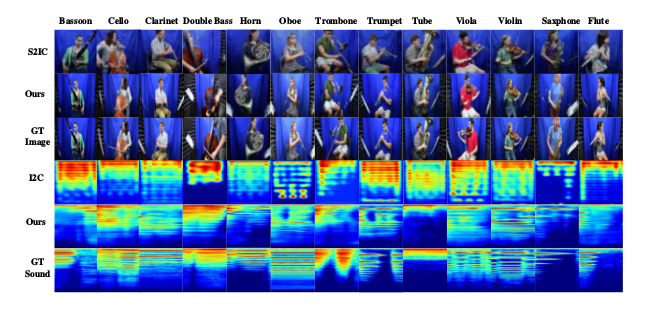 Bassoon Cello Clarinet Double Bass Horn Oboe Trombone Trumpet Tube Viola Violin Saxphone Flute
S2IC
Ours
GT
Image
I2C
Ours
GT
Sound